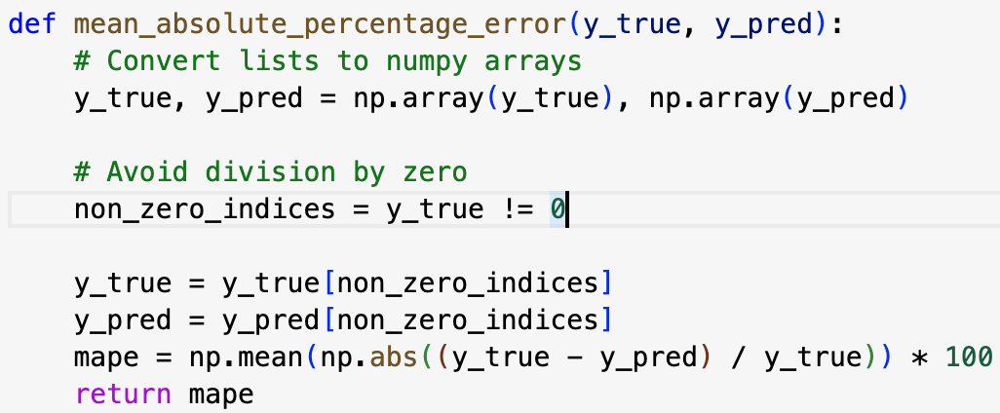 def mean_absolute_percentage_error(y_true, y_pred):
    # Convert lists to numpy arrays
    y_true, y_pred = np.array(y_true), np.array(y_pred)
    # Avoid division by zero
    non_zero_indices = y_true != 0
    y_true = y_true[non_zero_indices]
    y_pred = y_pred[non_zero_indices]
    mape = np.mean(np.abs((y_true - y_pred) / y_true)) * 100
    return mape